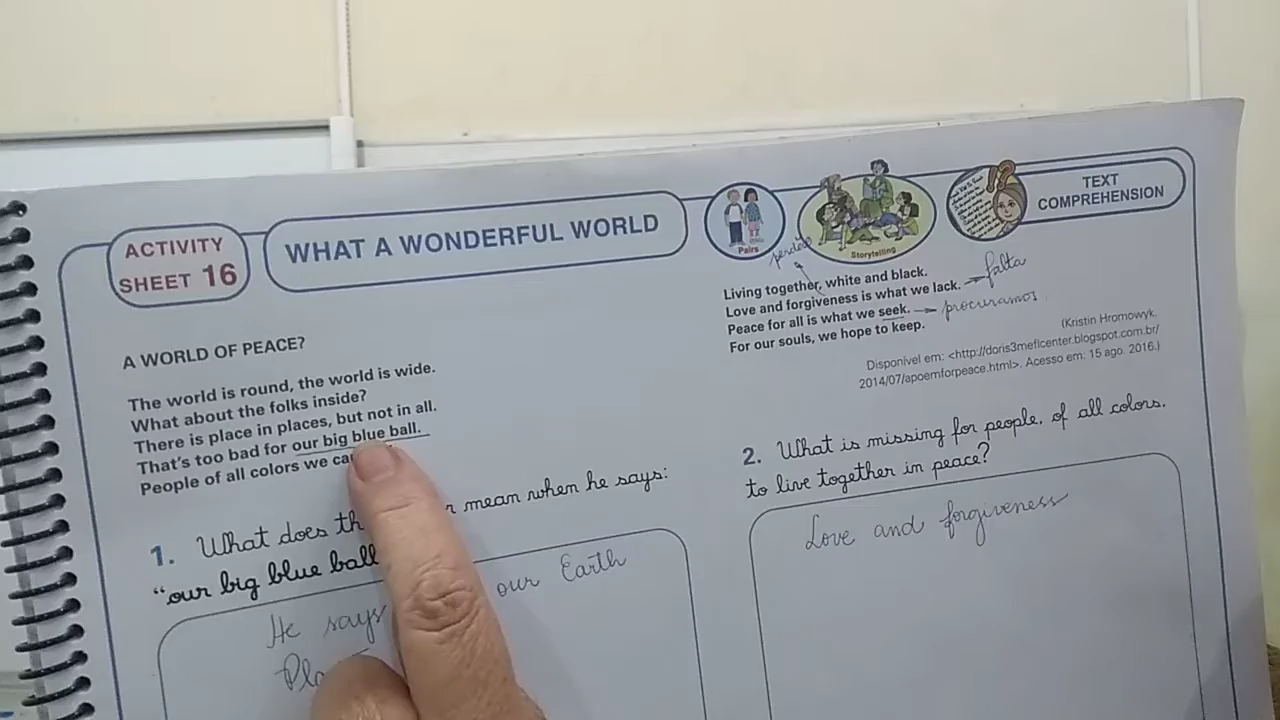 ACTIVITY
SHEET 16
WHAT A WONDERFUL WORLD
Pairs
Storytelling
TEXT
COMPREHENSION
A WORLD OF PEACE?
The world is round, the world is wide.
What about the folks inside?
There is place in places, but not in all.
That's too bad for our big blue ball.
People of all colors we
Living together, white and black.
Love and forgiveness is what we lack. → falta
Peace for all is what we seek. → procuramos
For our souls, we hope to keep.
(Kristin Hromowyk.
Disponível em: <http://doris3meflcenter.blogspot.com.br/
2014/07/apoemforpeace.html>. Acesso em: 15 ago. 2016.)
1. What does mean when he says:
"our big blue ball
He says our Earth
2. What is missing for people, of all colors,
to live together in peace?
Love and forgiveness